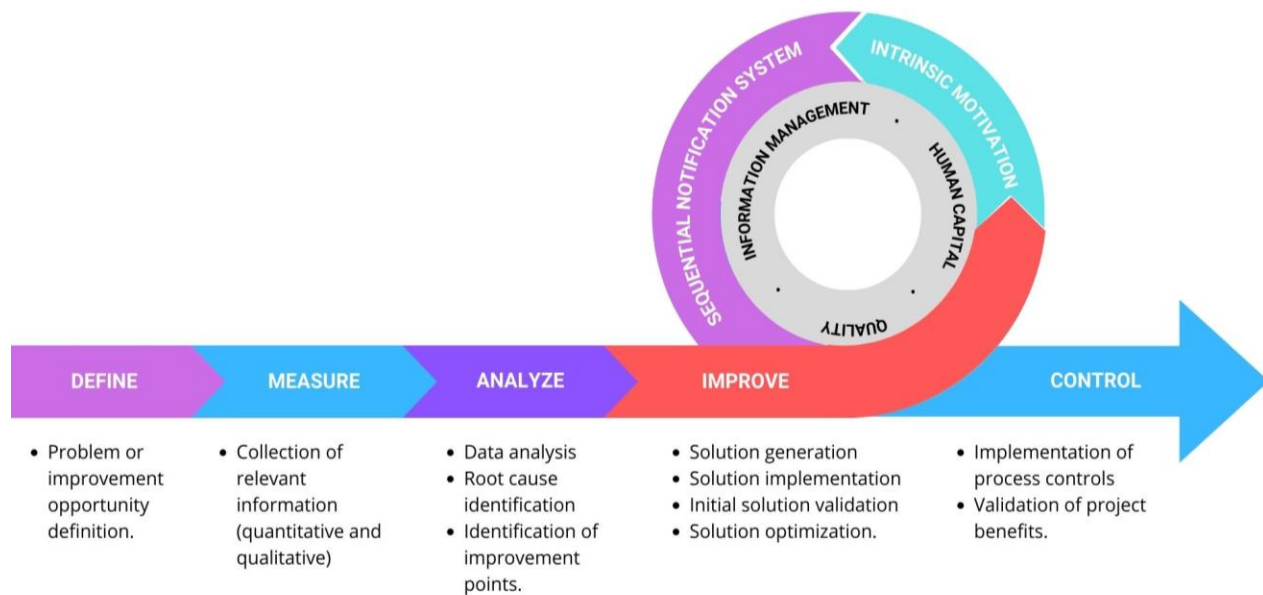 SEQUENTIAL NOTIFICATION SYSTEM
INTRINSIC MOTIVATION
INFORMATION MANAGEMENT
HUMAN CAPITAL
QUALITY
DEFINE
MEASURE
ANALYZE
IMPROVE
CONTROL
• Problem or
improvement
opportunity
definition.
• Collection of
relevant
information
(quantitative and
qualitative)
• Data analysis
• Root cause
identification
• Identification of
improvement
points.
• Solution generation
• Solution implementation
• Initial solution validation
• Solution optimization.
• Implementation of
process controls
• Validation of project
benefits.